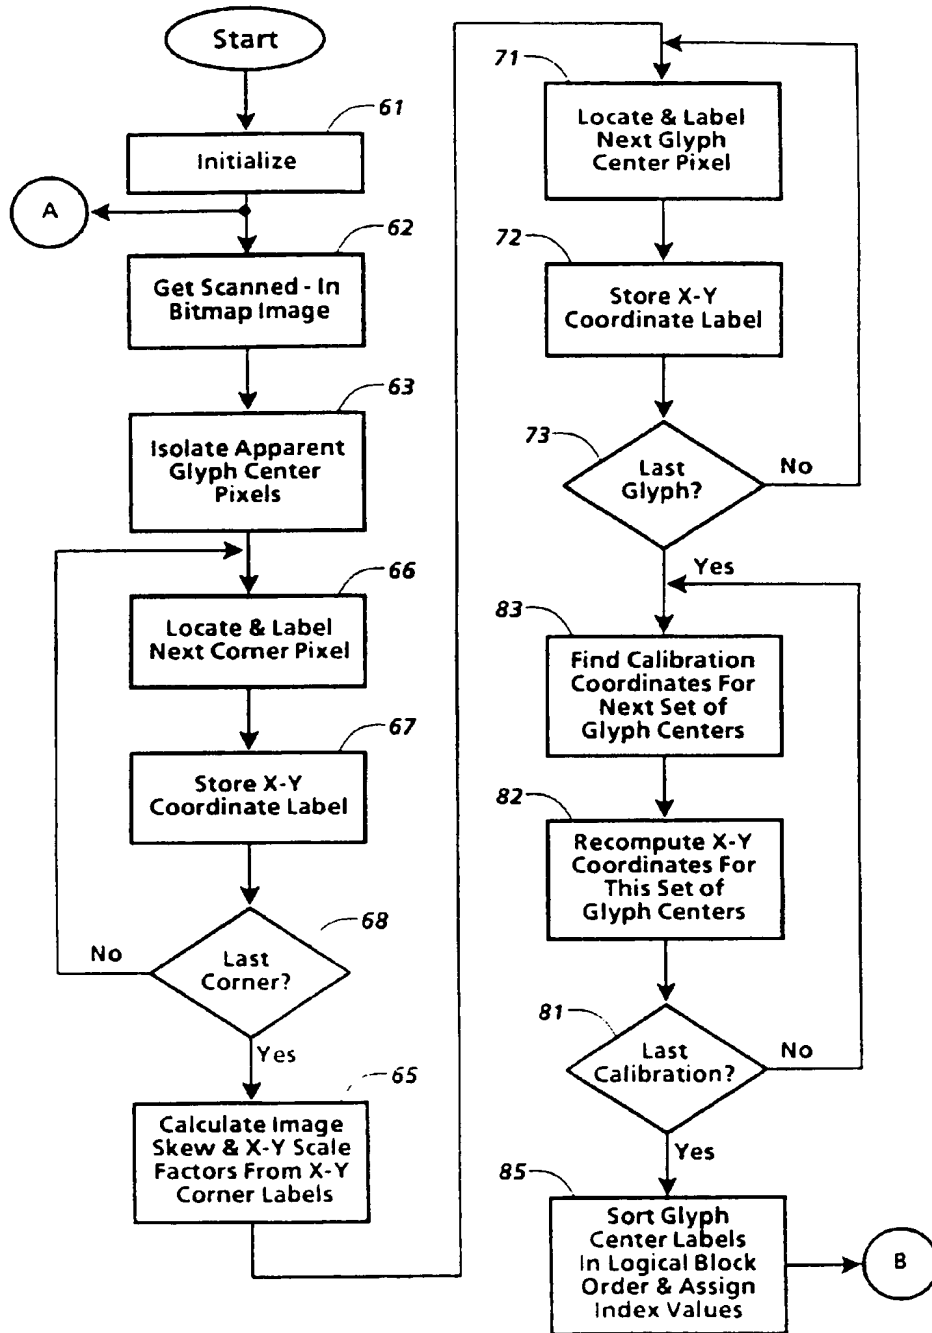 Start
61
Initialize
A
62
Get Scanned - In
Bitmap Image
63
Isolate Apparent
Glyph Center
Pixels
66
Locate & Label
Next Corner Pixel
67
Store X-Y
Coordinate Label
68
Last
Corner?
No
Yes
65
Calculate Image
Skew & X-Y Scale
Factors From X-Y
Corner Labels
71
Locate & Label
Next Glyph
Center Pixel
72
Store X-Y
Coordinate Label
73
Last
Glyph?
No
Yes
83
Find Calibration
Coordinates For
Next Set of
Glyph Centers
82
Recompute X-Y
Coordinates For
This Set of
Glyph Centers
81
Last
Calibration?
No
Yes
85
Sort Glyph
Center Labels
In Logical Block
Order & Assign
Index Values
B